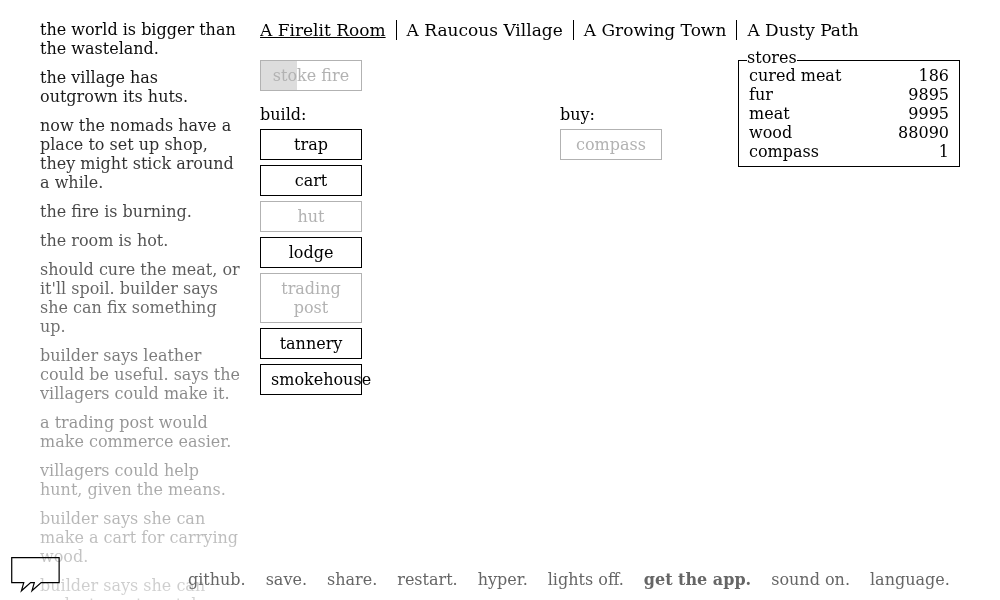 the world is bigger than
the wasteland.
the village has
outgrown its huts.
now the nomads have a
place to set up shop,
they might stick around
a while.
the fire is burning.
the room is hot.
should cure the meat, or
it'll spoil. builder says
she can fix something
up.
builder says leather
could be useful. says the
villagers could make it.
a trading post would
make commerce easier.
villagers could help
hunt, given the means.
builder says she can
make a cart for carrying
wood.
builder says she can
A Firelit Room
A Raucous Village
A Growing Town
A Dusty Path
stoke fire
build:
trap
cart
hut
lodge
trading
post
tannery
smokehouse
buy:
compass
stores
cured meat 186
fur 9895
meat 9995
wood 88090
compass 1
github. save. share. restart. hyper. lights off. get the app. sound on. language.